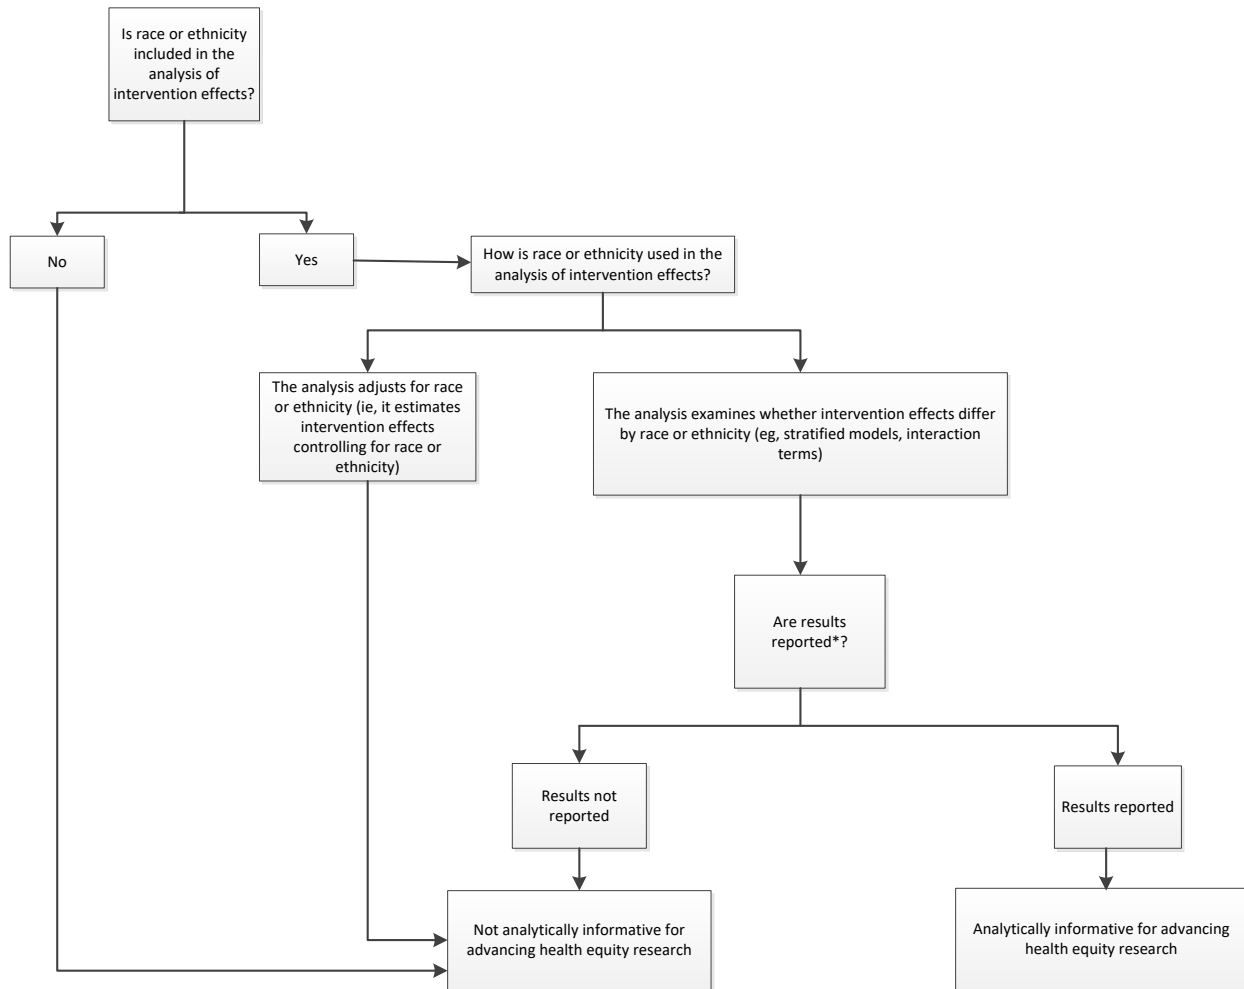 Is race or ethnicity
included in the
analysis of
intervention effects?
No
Yes
How is race or ethnicity used in the
analysis of intervention effects?
The analysis adjusts for race
or ethnicity (ie, it estimates
intervention effects
controlling for race or
ethnicity)
The analysis examines whether intervention effects differ
by race or ethnicity (eg, stratified models, interaction
terms)
Are results
reported*?
Results not
reported
Results reported
Not analytically informative for
advancing health equity research
Analytically informative for advancing
health equity research